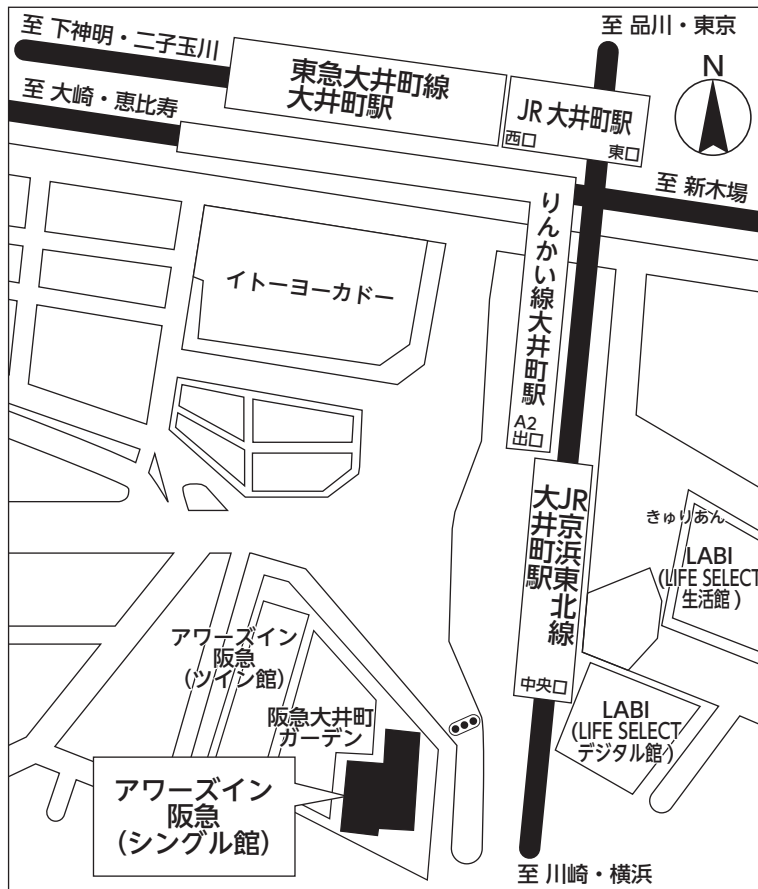 至 下神明・二子玉川
至 品川・東京
東急大井町線
大井町駅
JR 大井町駅
西口
東口
N
至 大崎・恵比寿
至 新木場
りんかい線大井町駅
A2
出口
イトーヨーカドー
JR京浜東北線
大井町駅
中央口
きゅりあん
LABI
(LIFE SELECT
生活館 )
LABI
(LIFE SELECT
デジタル館 )
アワーズイン
阪急
(ツイン館)
阪急大井町
ガーデン
アワーズイン
阪急
(シングル館)
至 川崎・横浜